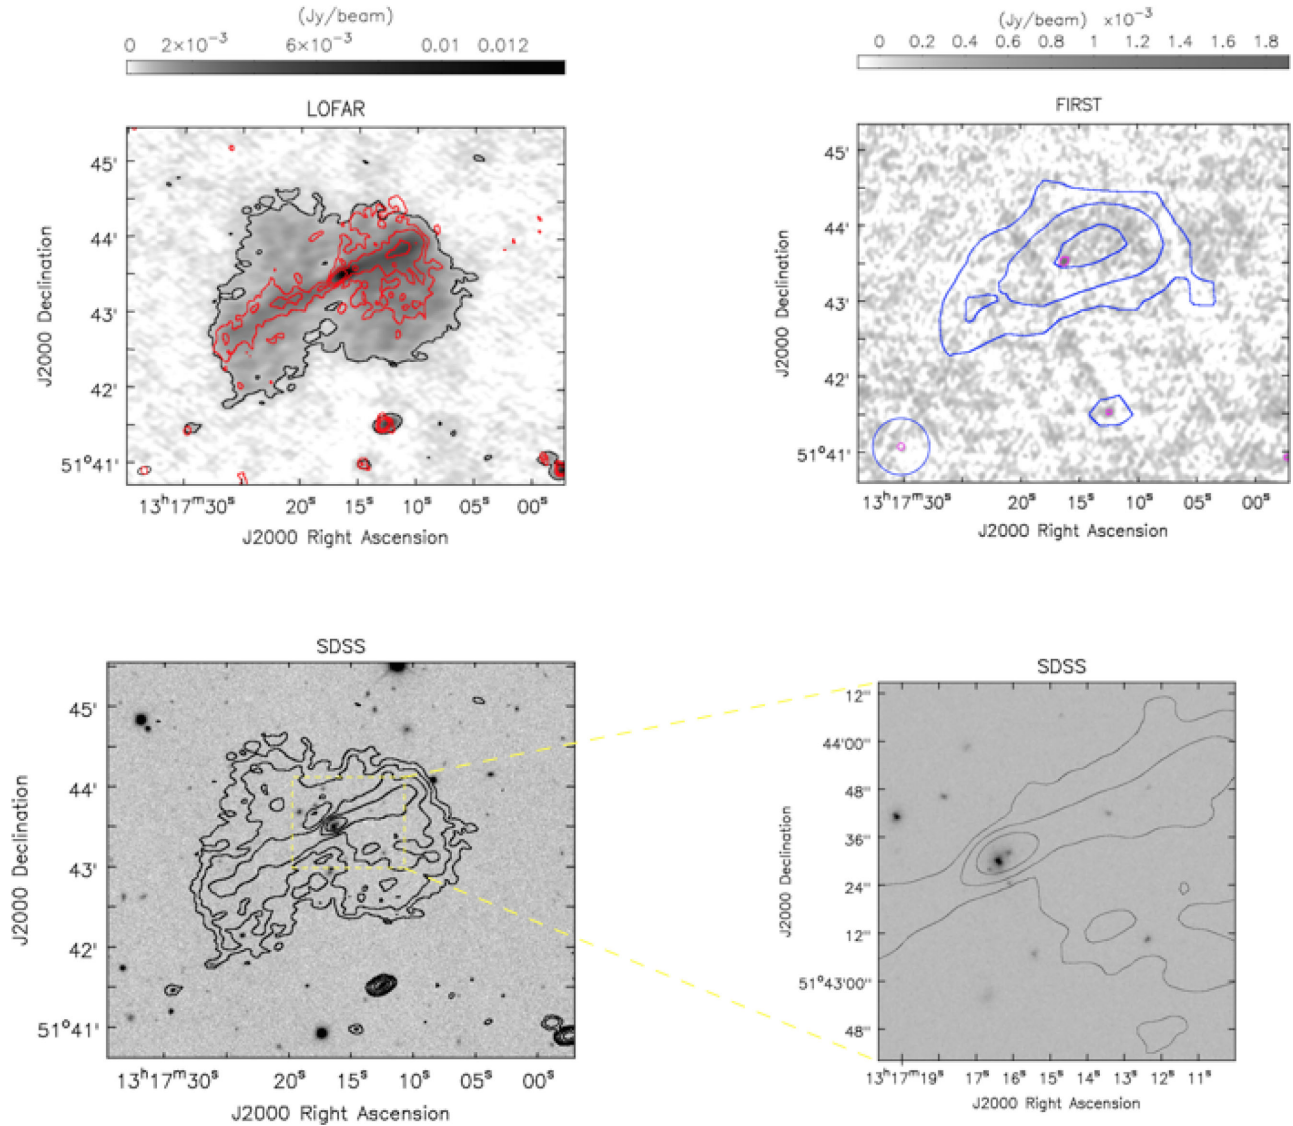 (Jy/beam)
0 2×10⁻³ 6×10⁻³ 0.01 0.012
LOFAR
45'
44'
43'
42'
51°41'
J2000 Declination
13ʰ17ᵐ30ˢ 20ˢ 15ˢ 10ˢ 05ˢ 00ˢ
J2000 Right Ascension
(Jy/beam) ×10⁻³
0 0.2 0.4 0.6 0.8 1 1.2 1.4 1.6 1.8
FIRST
45'
44'
43'
42'
51°41'
J2000 Declination
13ʰ17ᵐ30ˢ 20ˢ 15ˢ 10ˢ 05ˢ 00ˢ
J2000 Right Ascension
SDSS
45'
44'
43'
42'
51°41'
J2000 Declination
13ʰ17ᵐ30ˢ 20ˢ 15ˢ 10ˢ 05ˢ 00ˢ
J2000 Right Ascension
SDSS
12"
44'00"
48"
36"
24"
12"
51°43'00"
48"
J2000 Declination
13ʰ17ᵐ19ˢ 17ˢ 16ˢ 15ˢ 14ˢ 13ˢ 12ˢ 11ˢ
J2000 Right Ascension